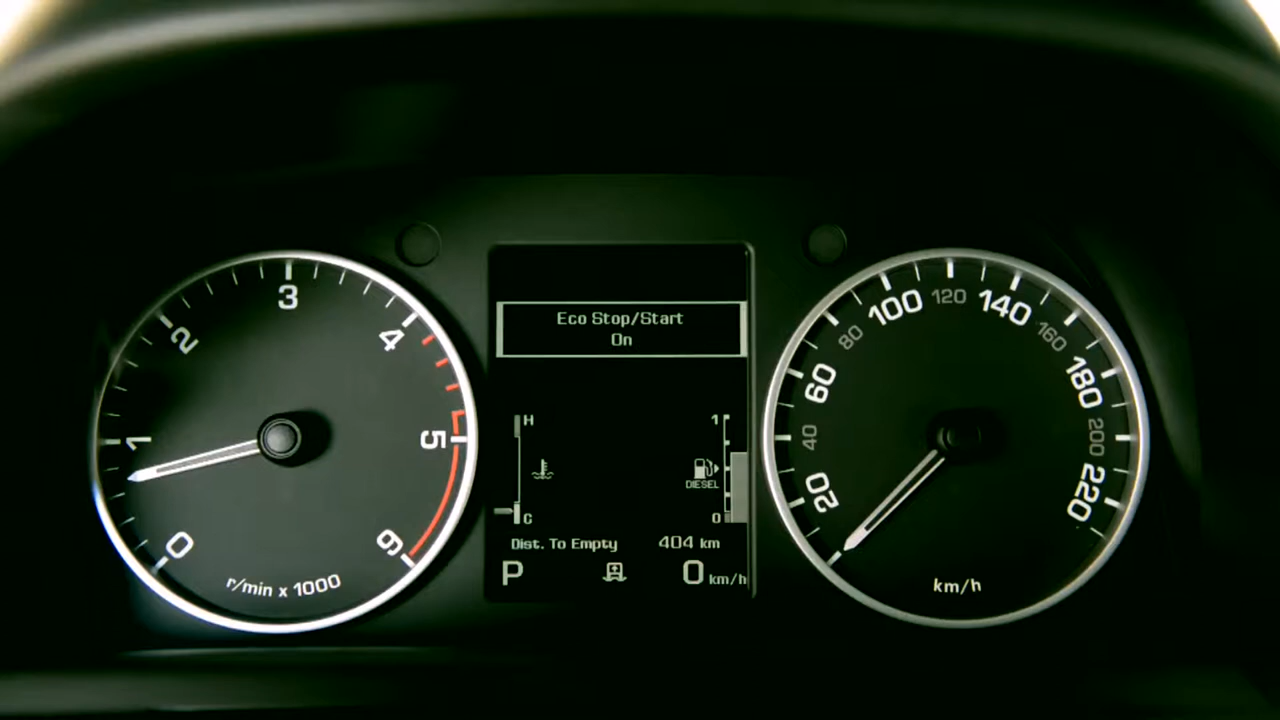 0
1
2
3
4
5
6
r/min x 1000
Eco Stop/Start
On
H
C
1
DIESEL
0
Dist. To Empty 404 km
P 0 km/h
20
40
60
80
100
120
140
160
180
200
220
km/h